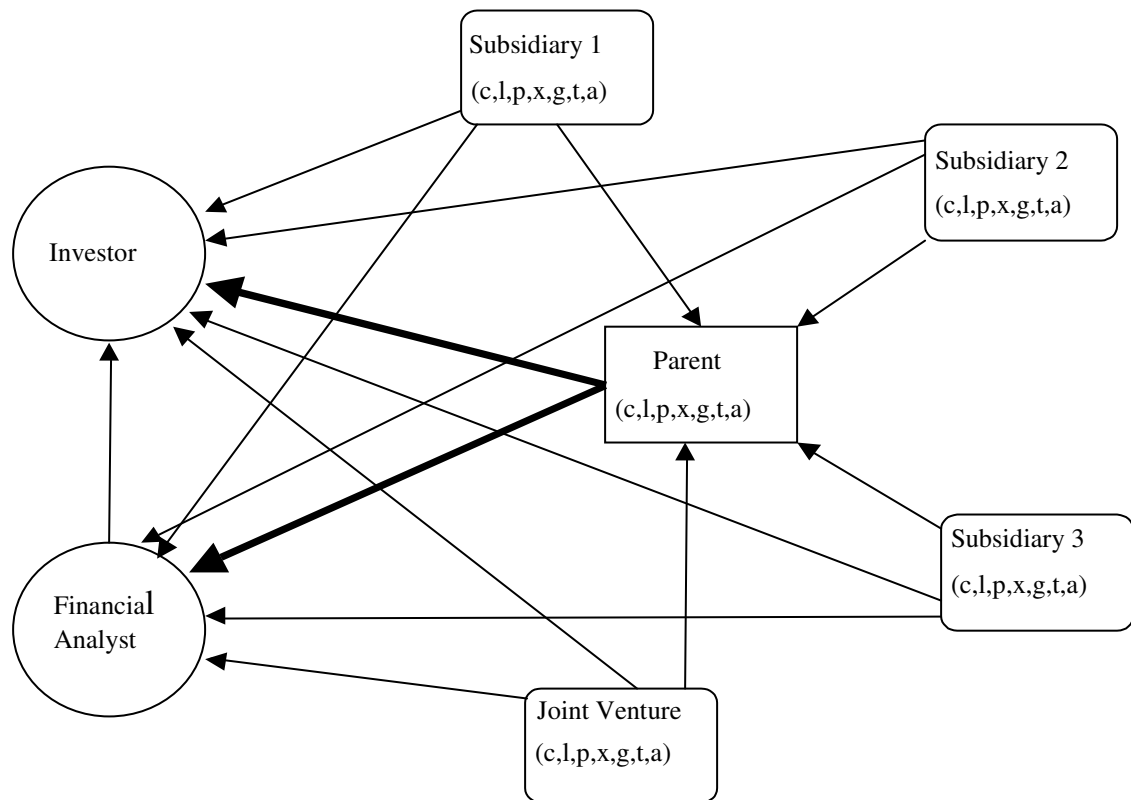 Subsidiary 1
(c,l,p,x,g,t,a)
Subsidiary 2
(c,l,p,x,g,t,a)
Investor
Parent
(c,l,p,x,g,t,a)
Subsidiary 3
(c,l,p,x,g,t,a)
Financial
Analyst
Joint Venture
(c,l,p,x,g,t,a)